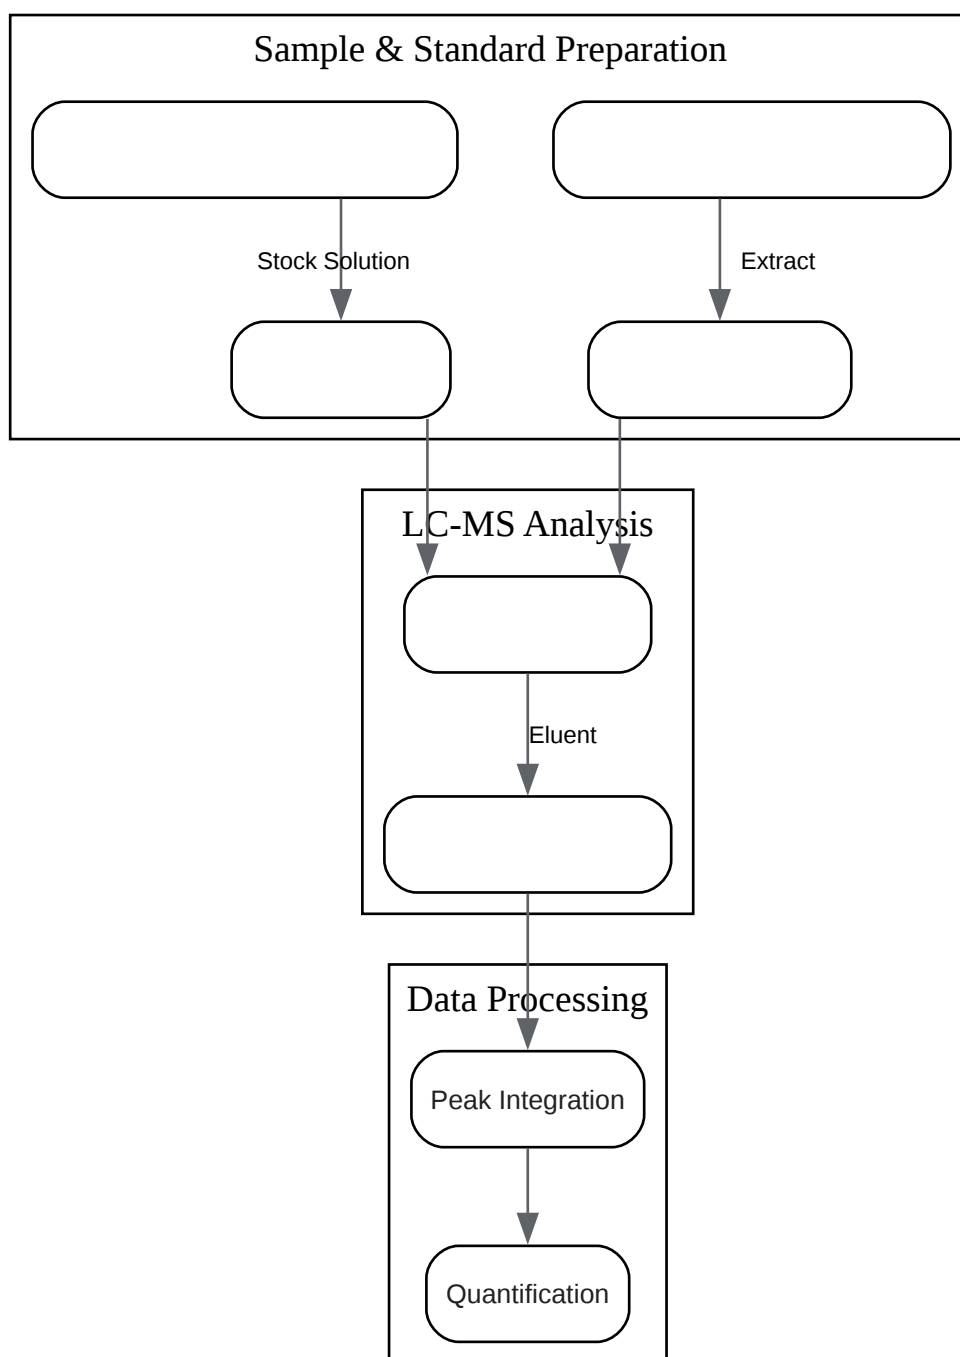 Sample & Standard Preparation
Stock Solution
Extract
LC-MS Analysis
Eluent
Data Processing
Peak Integration
Quantification